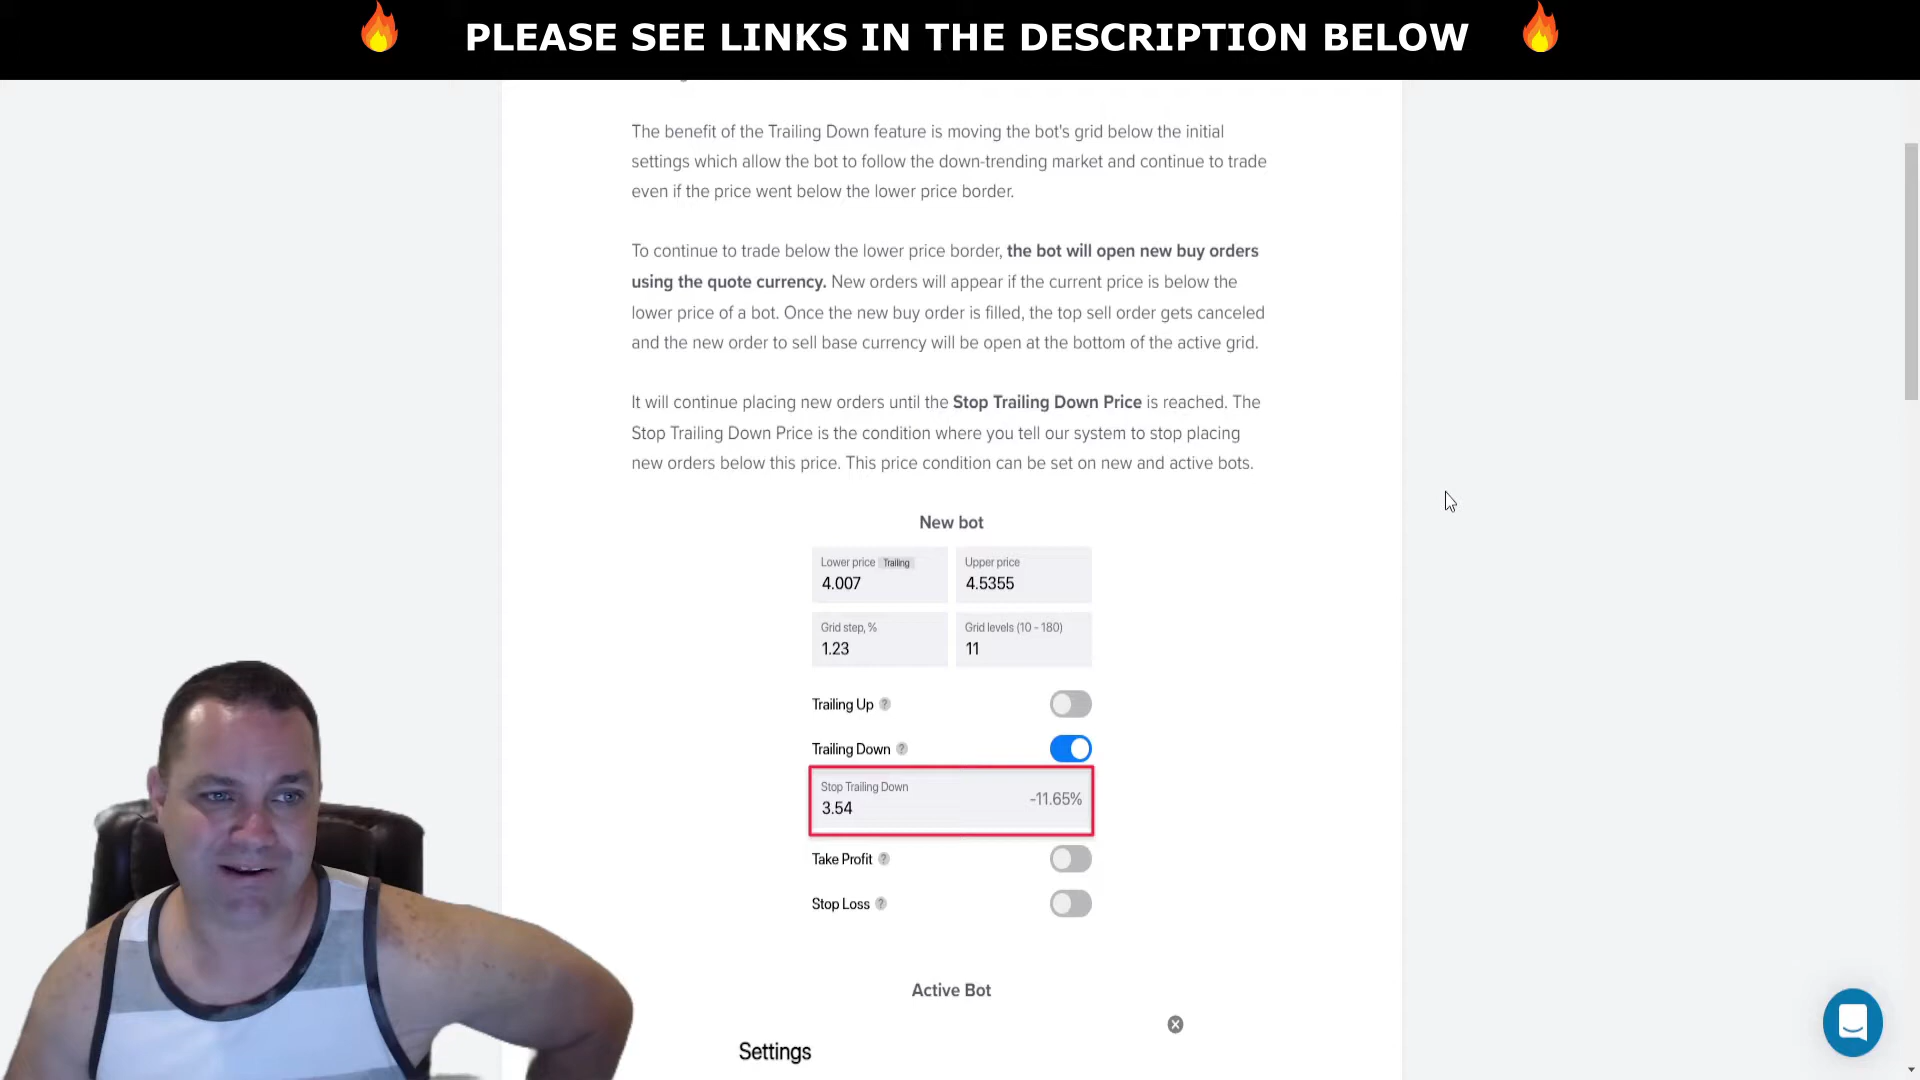 PLEASE SEE LINKS IN THE DESCRIPTION BELOW
The benefit of the Trailing Down feature is moving the bot's grid below the initial
settings which allow the bot to follow the down-trending market and continue to trade
even if the price went below the lower price border.
To continue to trade below the lower price border, the bot will open new buy orders
using the quote currency. New orders will appear if the current price is below the
lower price of a bot. Once the new buy order is filled, the top sell order gets canceled
and the new order to sell base currency will be open at the bottom of the active grid.
It will continue placing new orders until the Stop Trailing Down Price is reached. The
Stop Trailing Down Price is the condition where you tell our system to stop placing
new orders below this price. This price condition can be set on new and active bots.
New bot
Lower price Trailing
4.007
Upper price
4.5355
Grid step, %
1.23
Grid levels (10 - 180)
11
Trailing Up ?
Trailing Down ?
Stop Trailing Down
3.54
-11.65%
Take Profit ?
Stop Loss ?
Active Bot
Settings